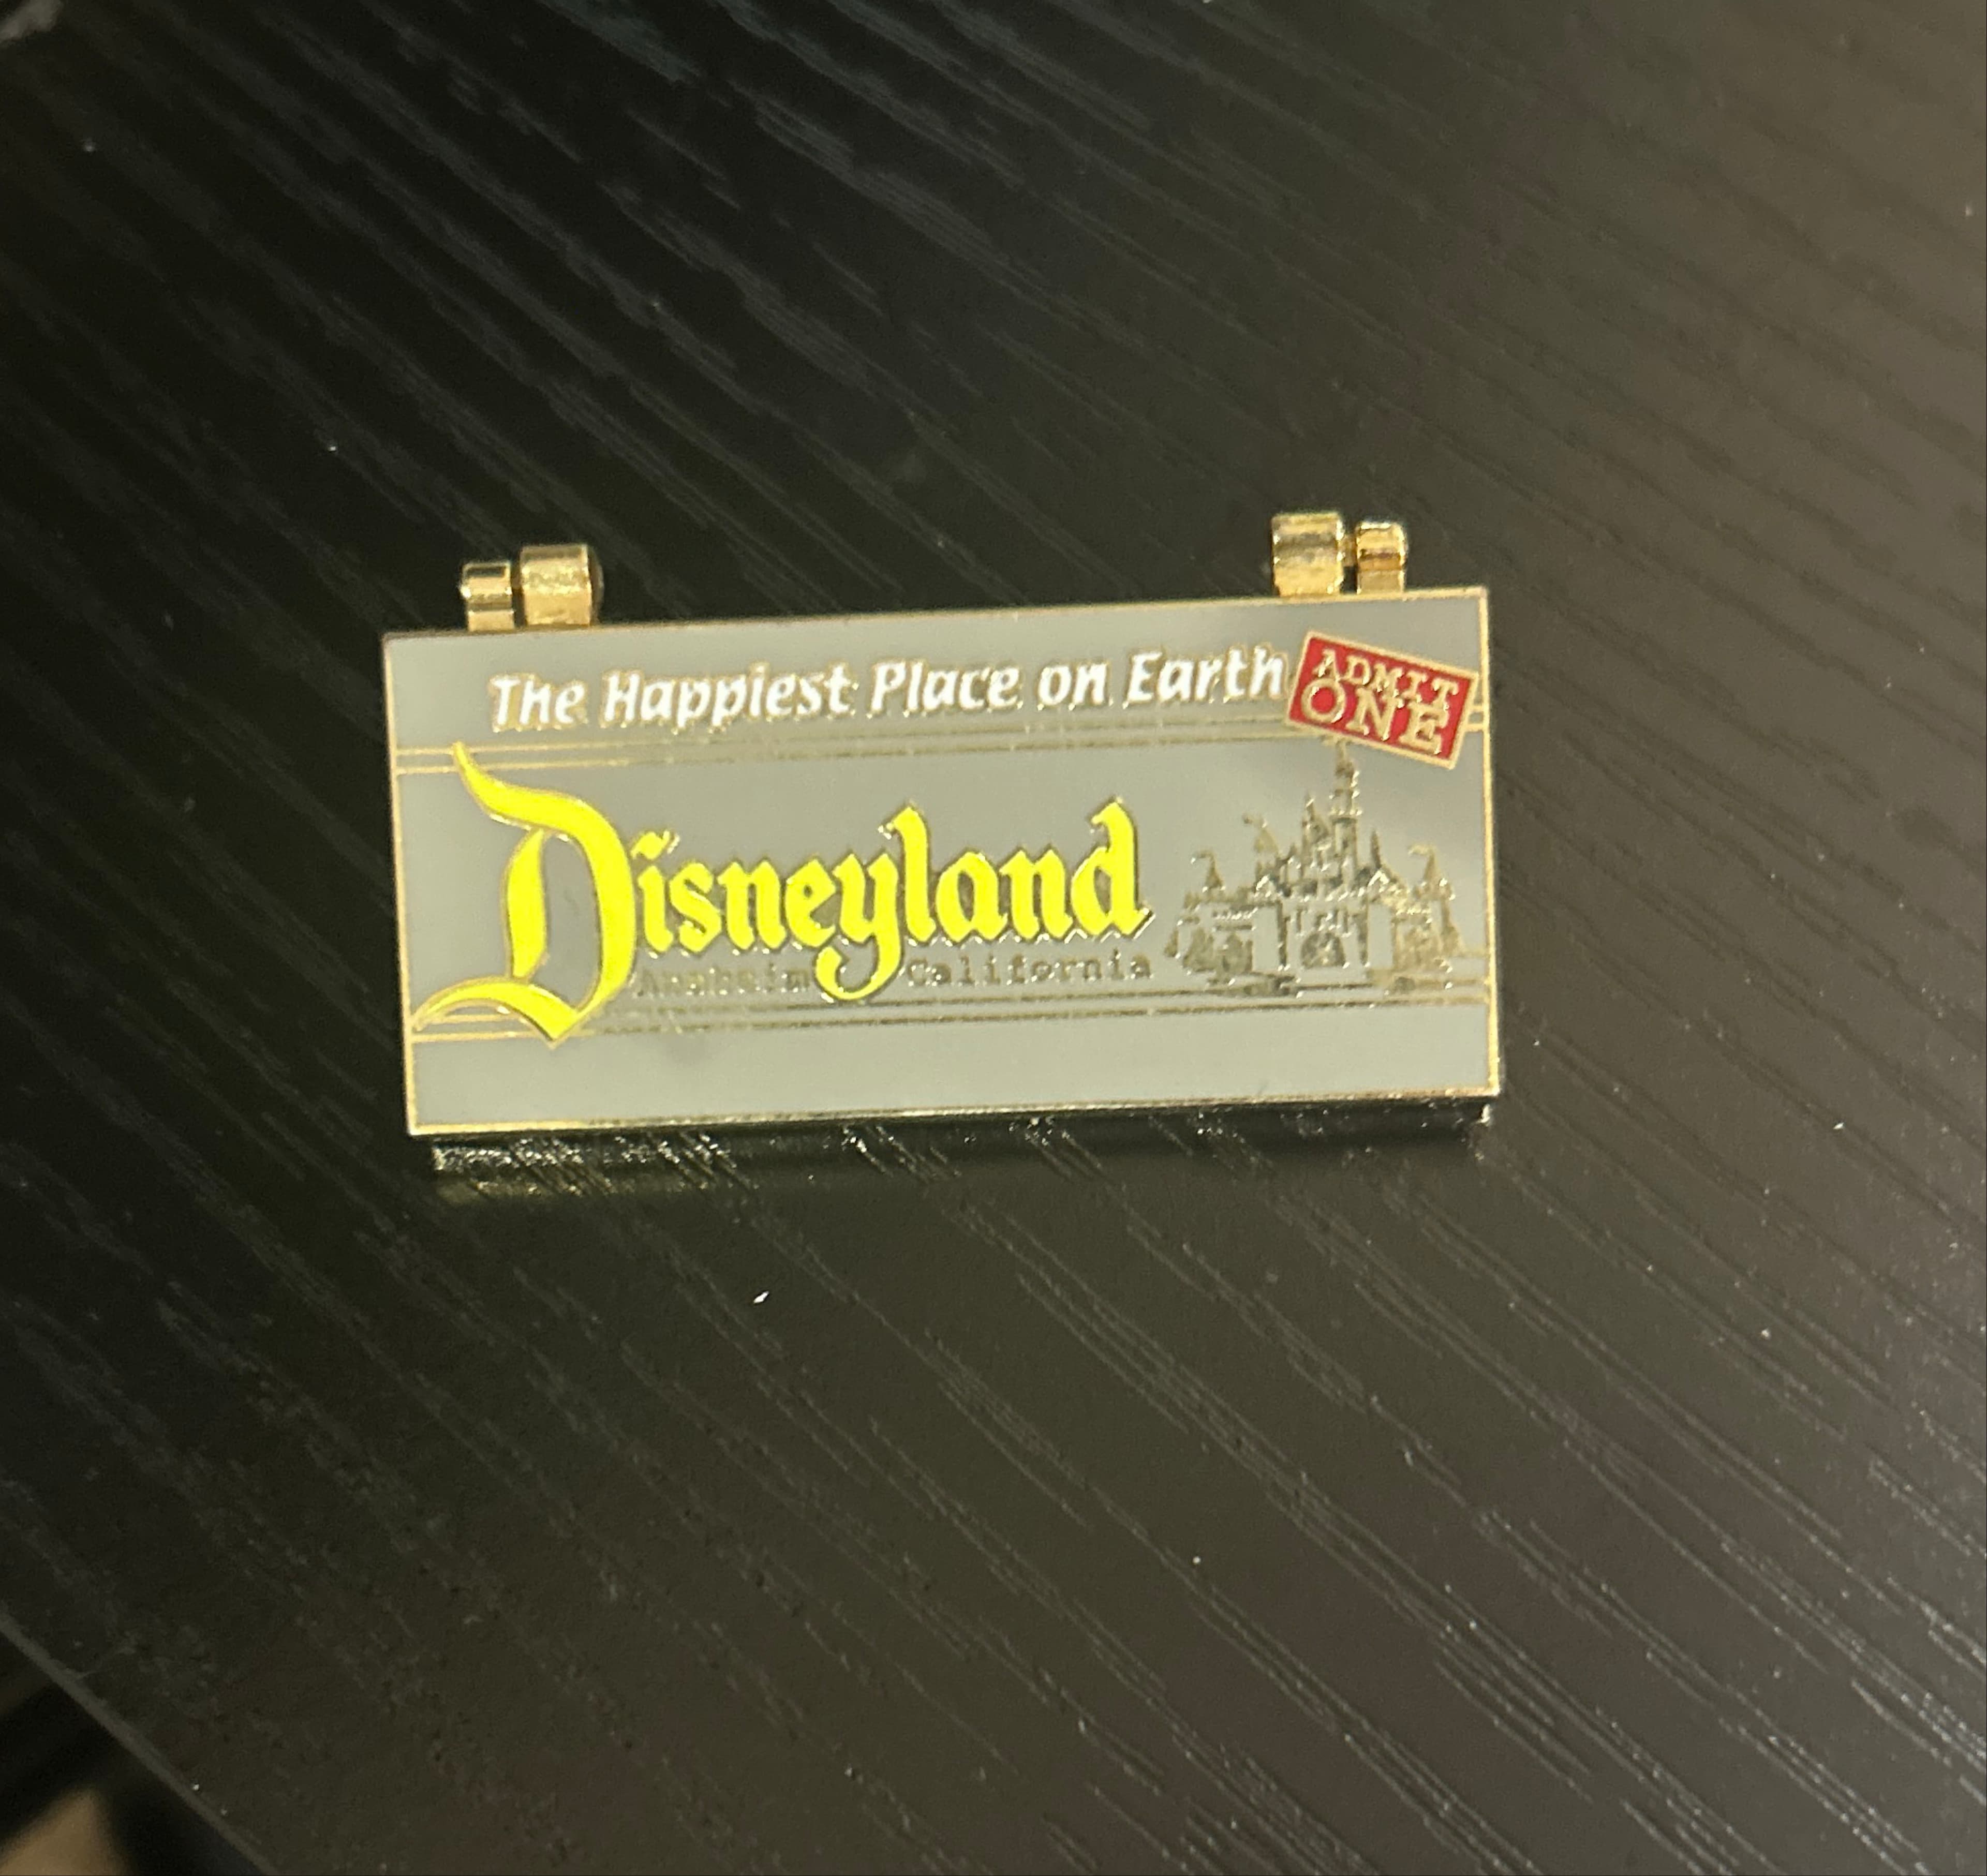 The Happiest Place on Earth
ADMIT
ONE
Disneyland
Anaheim California